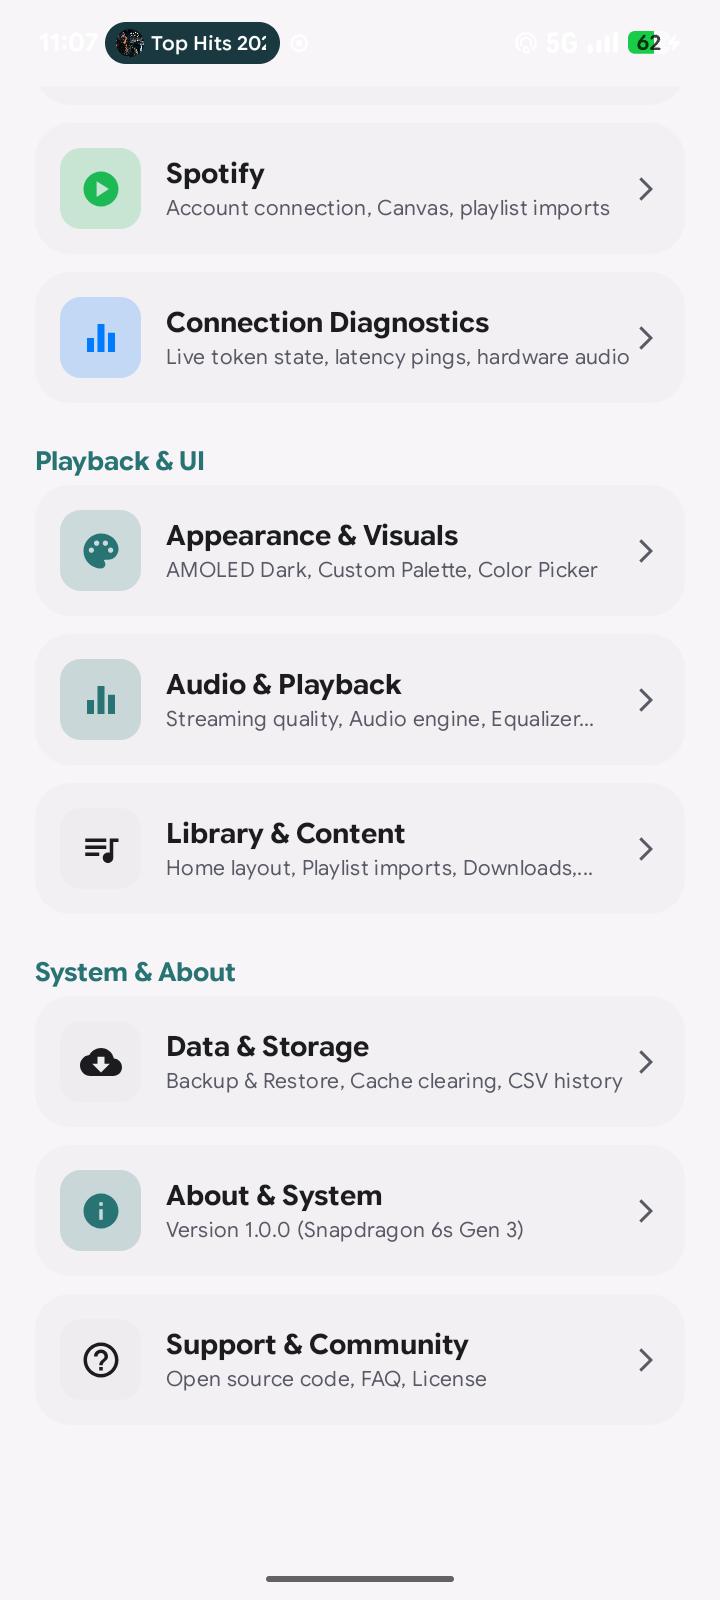 11:07
Top Hits 202
5G
62
Spotify
Account connection, Canvas, playlist imports
Connection Diagnostics
Live token state, latency pings, hardware audio
Playback & UI
Appearance & Visuals
AMOLED Dark, Custom Palette, Color Picker
Audio & Playback
Streaming quality, Audio engine, Equalizer...
Library & Content
Home layout, Playlist imports, Downloads,...
System & About
Data & Storage
Backup & Restore, Cache clearing, CSV history
About & System
Version 1.0.0 (Snapdragon 6s Gen 3)
Support & Community
Open source code, FAQ, License